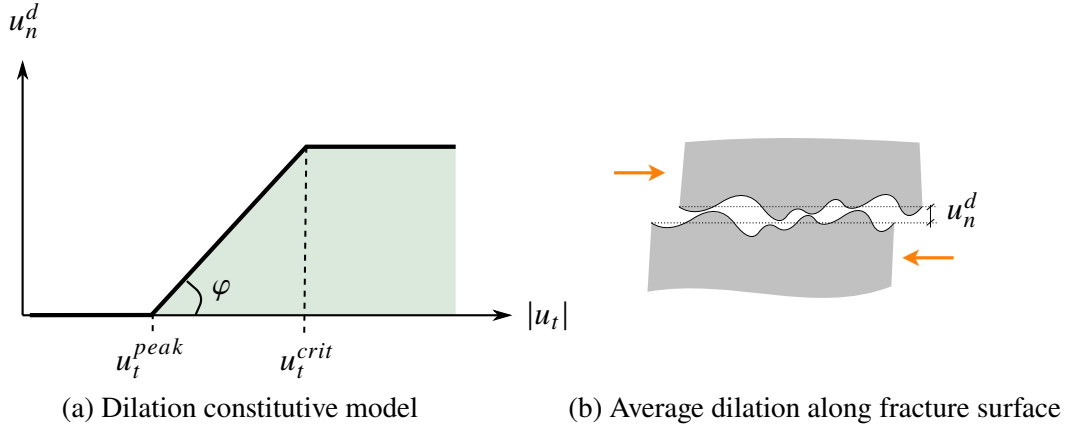 u_n^d
φ
|u_t|
u_t^{peak}
u_t^{crit}
(a) Dilation constitutive model
u_n^d
(b) Average dilation along fracture surface